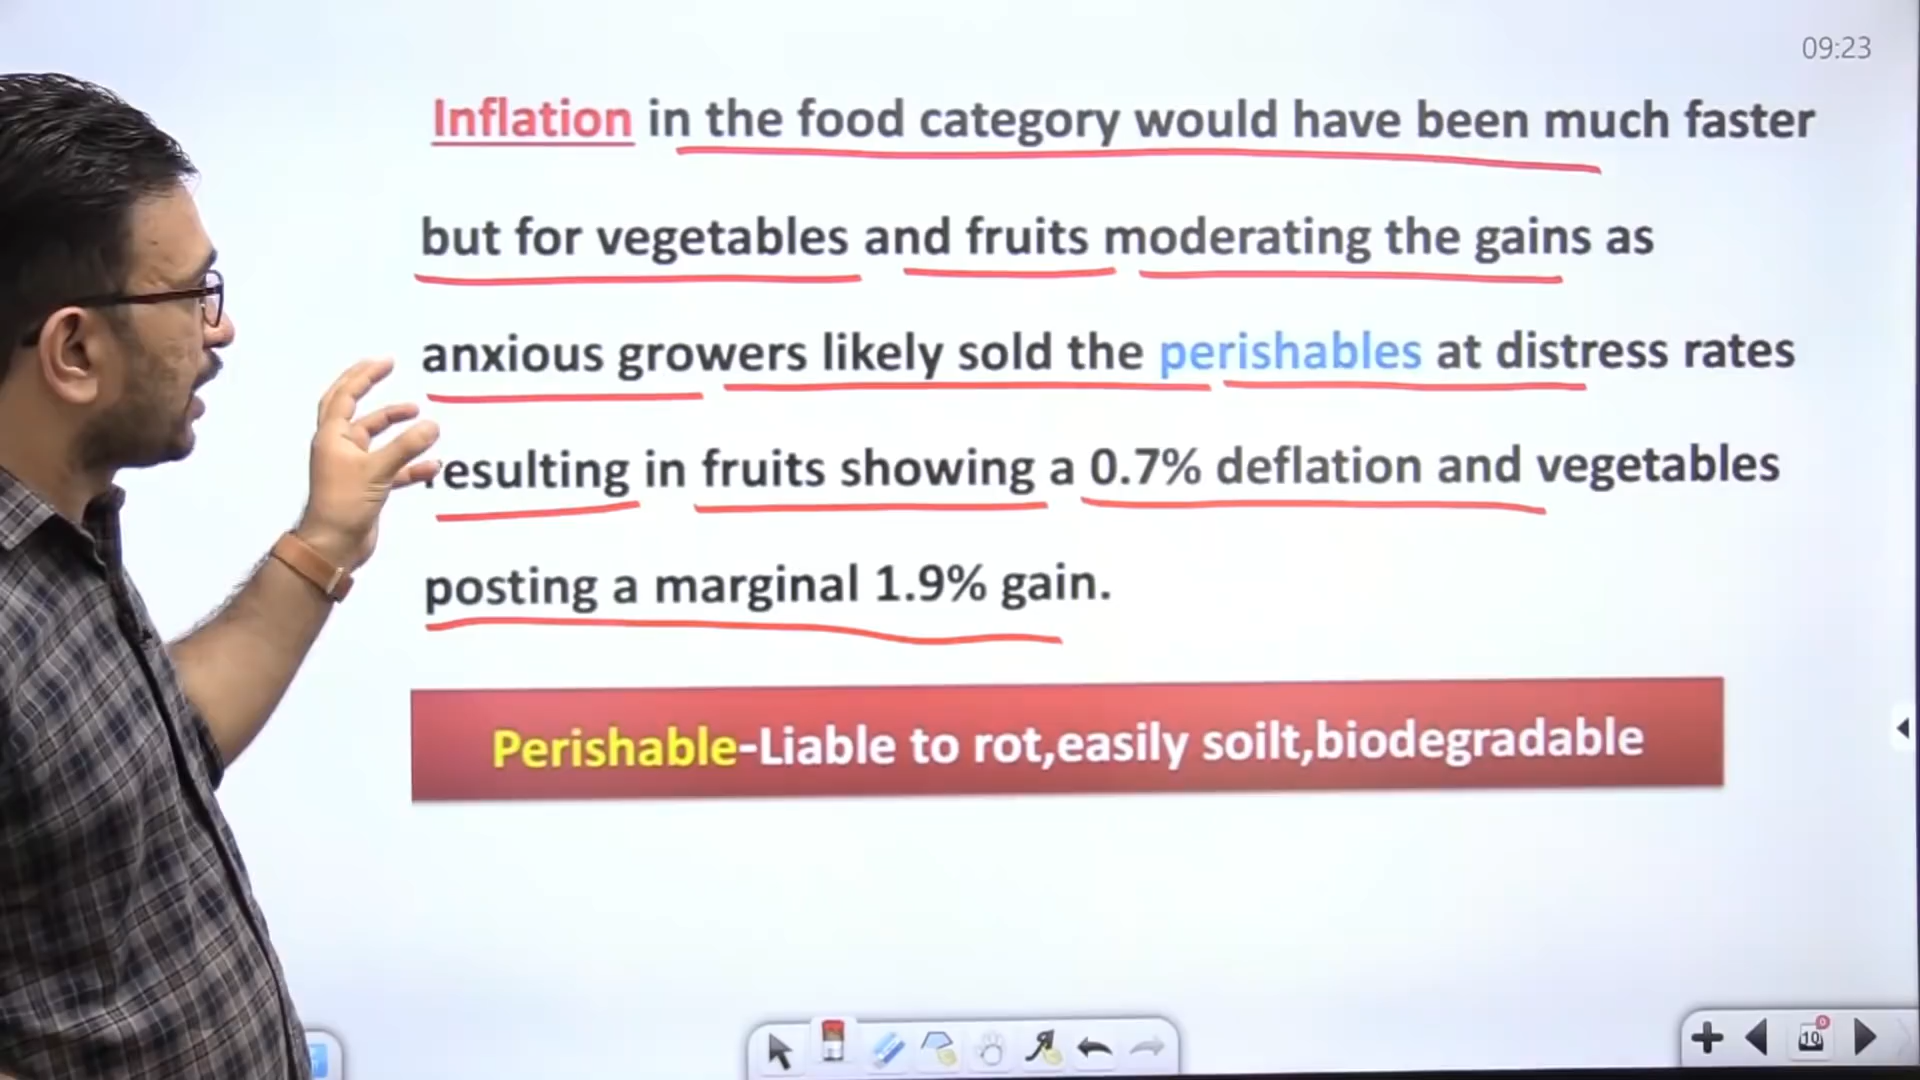 09:23
Inflation in the food category would have been much faster
but for vegetables and fruits moderating the gains as
anxious growers likely sold the perishables at distress rates
resulting in fruits showing a 0.7% deflation and vegetables
posting a marginal 1.9% gain.
Perishable-Liable to rot,easily soilt,biodegradable
10